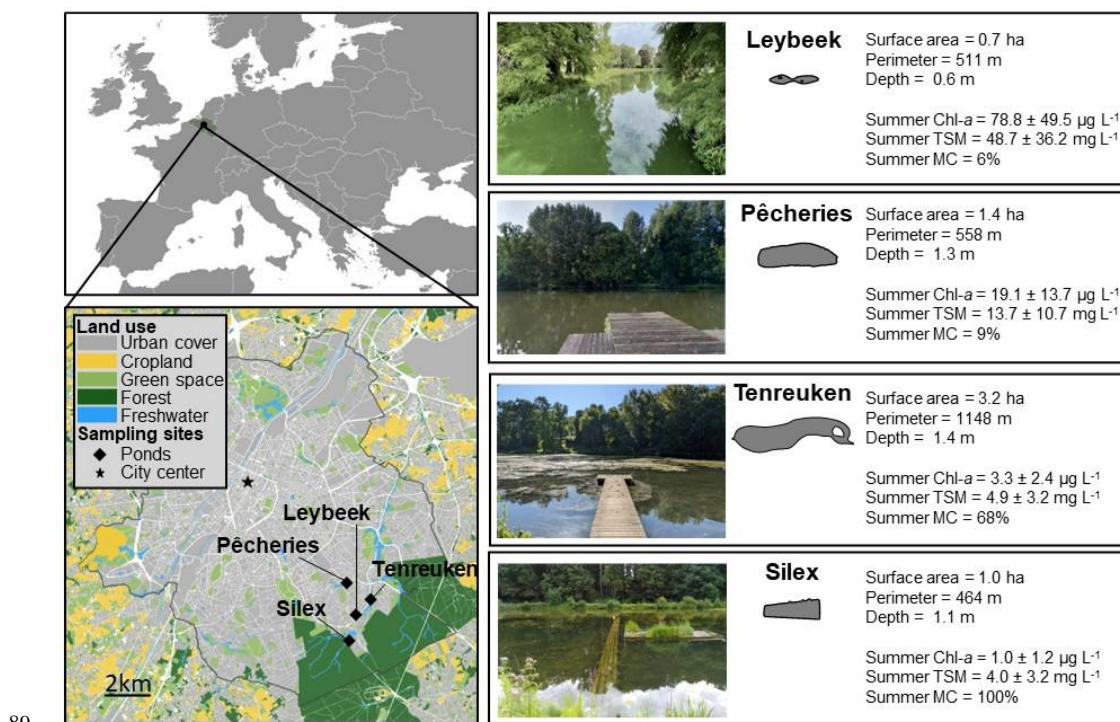 Land use
Urban cover
Cropland
Green space
Forest
Freshwater
Sampling sites
Ponds
City center
Leybeek
Pêcheries
Tenreuken
Silex
2km
Leybeek
Surface area = 0.7 ha
Perimeter = 511 m
Depth = 0.6 m
Summer Chl-a = 78.8 ± 49.5 µg L-1
Summer TSM = 48.7 ± 36.2 mg L-1
Summer MC = 6%
Pêcheries
Surface area = 1.4 ha
Perimeter = 558 m
Depth = 1.3 m
Summer Chl-a = 19.1 ± 13.7 µg L-1
Summer TSM = 13.7 ± 10.7 mg L-1
Summer MC = 9%
Tenreuken
Surface area = 3.2 ha
Perimeter = 1148 m
Depth = 1.4 m
Summer Chl-a = 3.3 ± 2.4 µg L-1
Summer TSM = 4.9 ± 3.2 mg L-1
Summer MC = 68%
Silex
Surface area = 1.0 ha
Perimeter = 464 m
Depth = 1.1 m
Summer Chl-a = 1.0 ± 1.2 µg L-1
Summer TSM = 4.0 ± 3.2 mg L-1
Summer MC = 100%